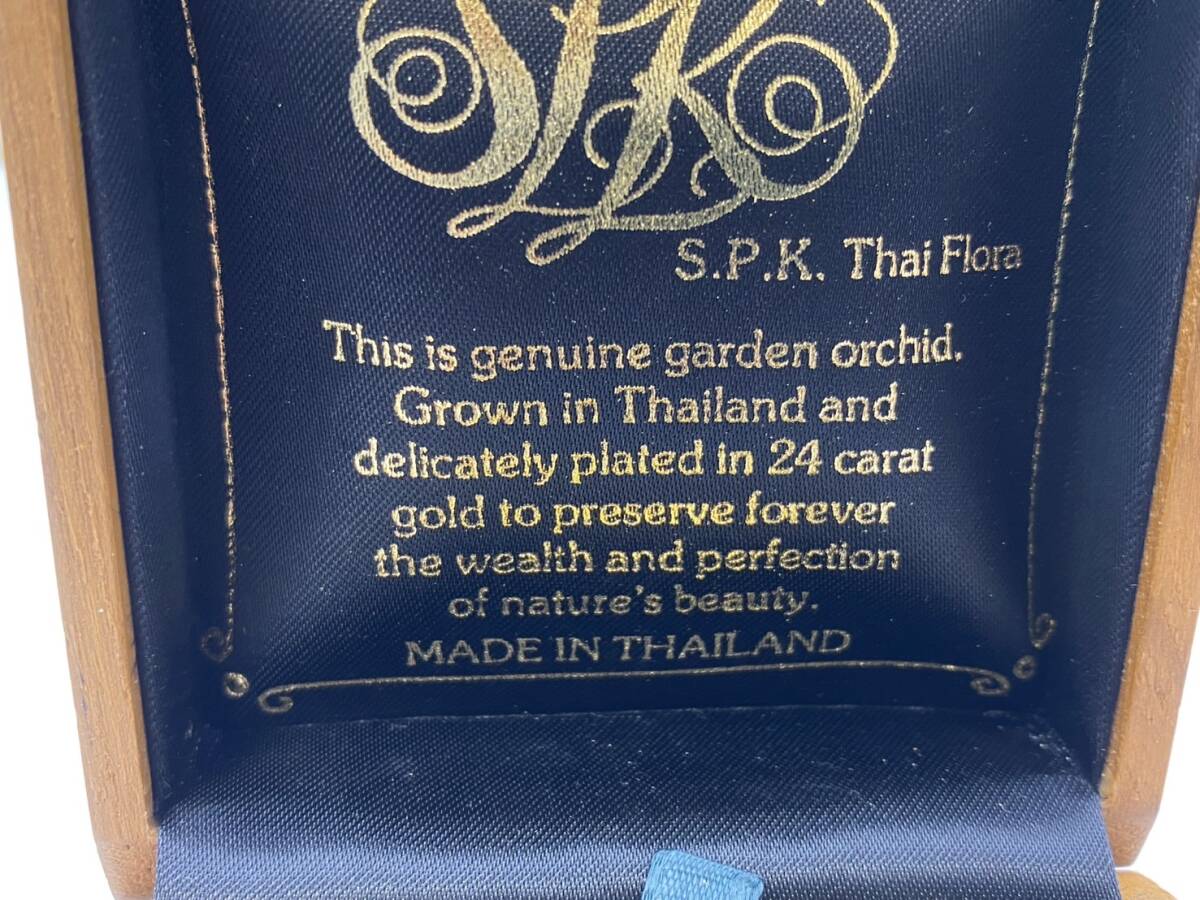 SPK
S.P.K. Thai Flora
This is genuine garden orchid.
Grown in Thailand and
delicately plated in 24 carat
gold to preserve forever
the wealth and perfection
of nature's beauty.
MADE IN THAILAND